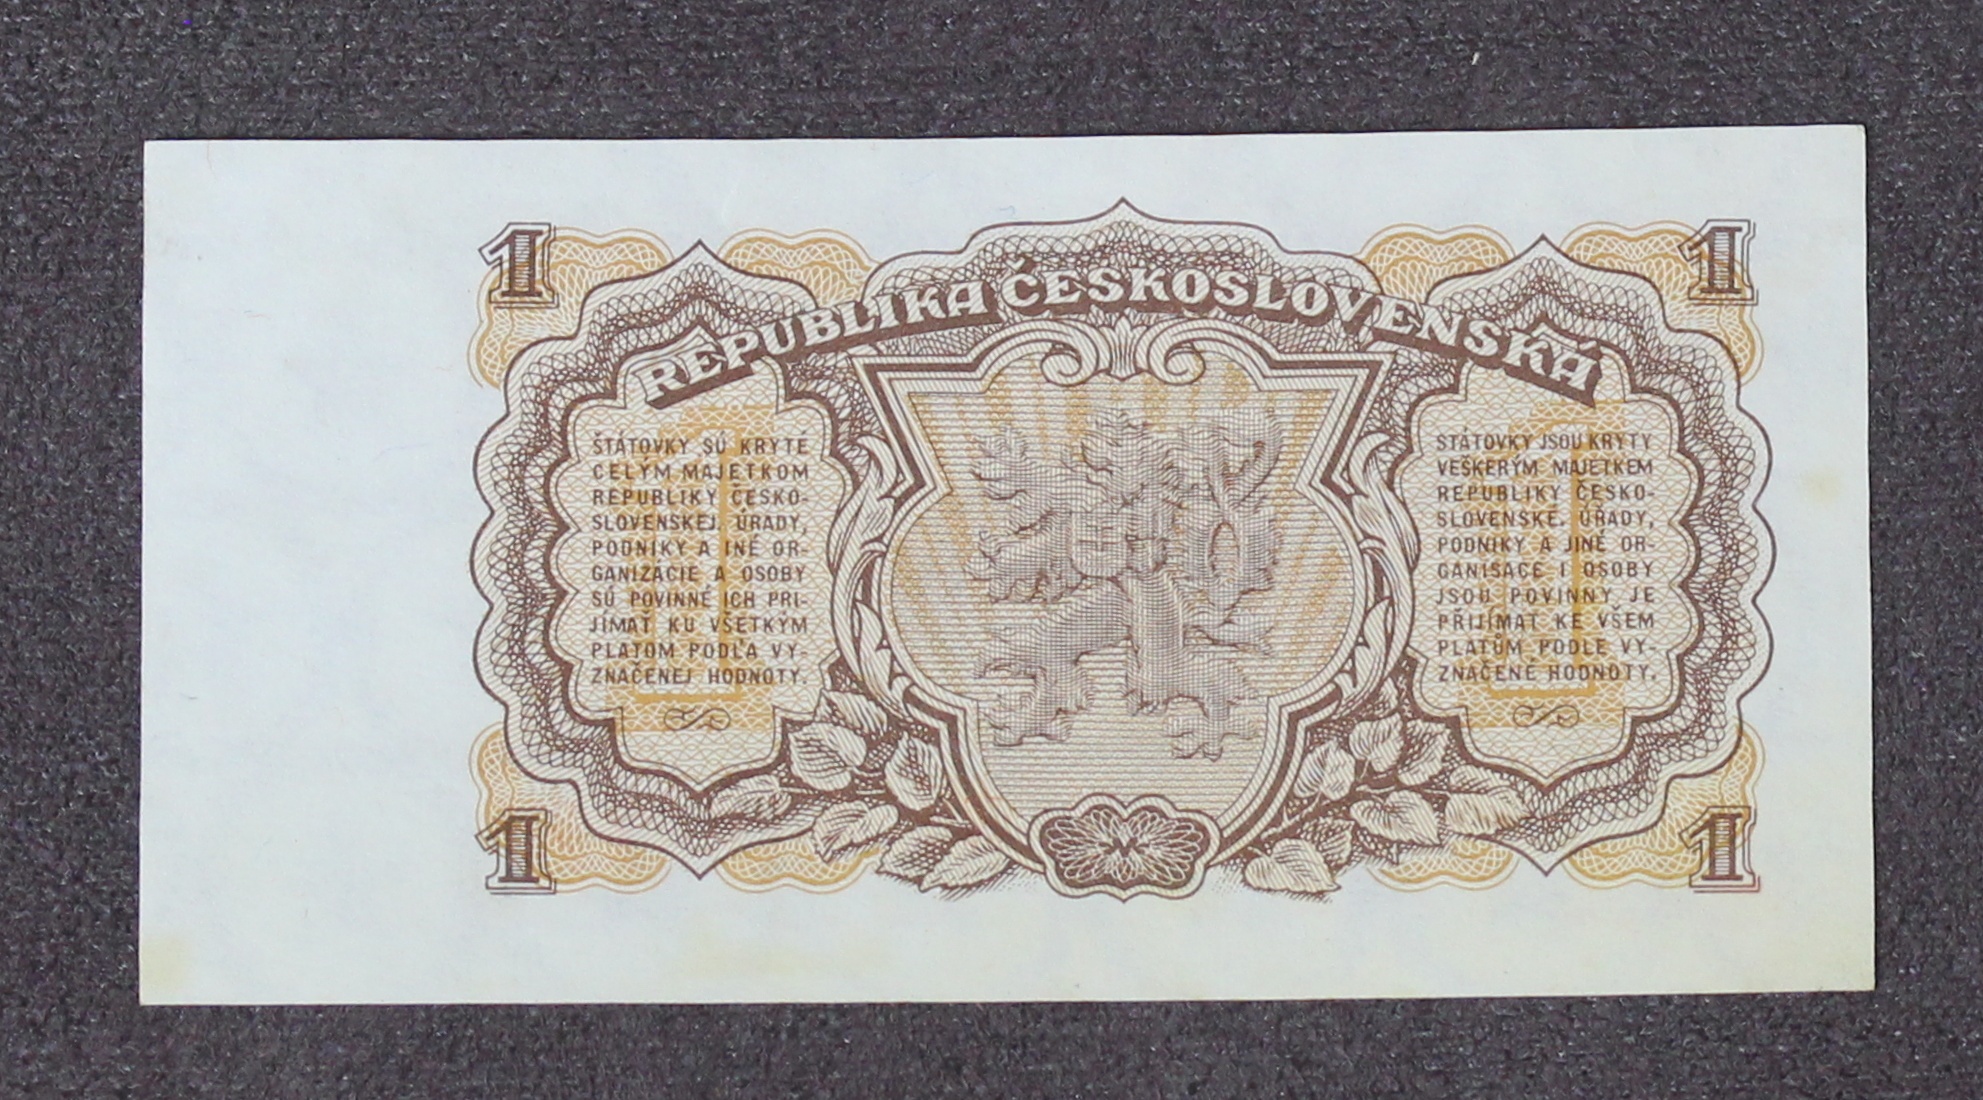 1
1
REPUBLIKA ČESKOSLOVENSKÁ
ŠTÁTOVKY SÚ KRYTÉ
CELÝM MAJETKOM
REPUBLIKY ČESKO-
SLOVENSKEJ. ÚRADY,
PODNIKY A INÉ OR-
GANIZÁCIE A OSOBY
SÚ POVINNÉ ICH PRI-
JÍMAŤ KU VŠETKÝM
PLATOM PODĽA VY-
ZNAČENEJ HODNOTY.
STÁTOVKY JSOU KRYTY
VEŠKERÝM MAJETKEM
REPUBLIKY ČESKO-
SLOVENSKÉ. ÚŘADY,
PODNIKY A JINÉ OR-
GANISACE I OSOBY
JSOU POVINNY JE
PŘIJÍMAT KE VŠEM
PLATŮM PODLE VY-
ZNAČENÉ HODNOTY.
1
1
1
1